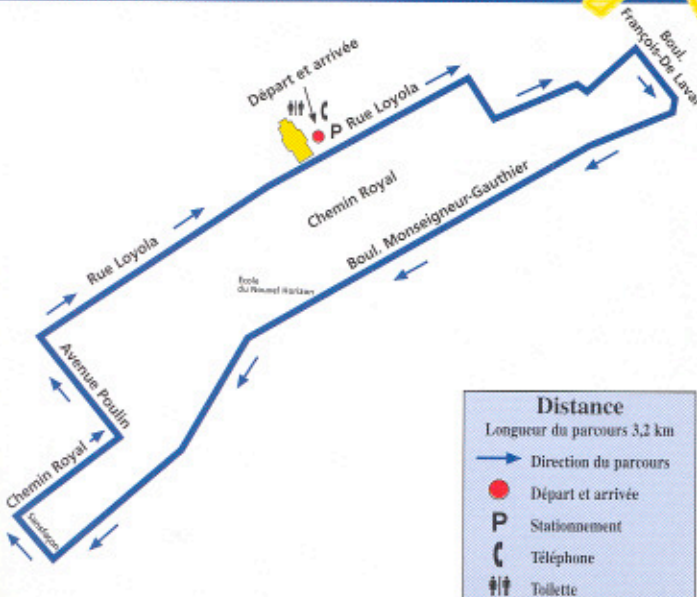 Boul.
François-De Laval
Départ et arrivée
P Rue Loyola
Chemin Royal
Boul. Monseigneur-Gauthier
Rue Loyola
École
du Nouvel Horizon
Avenue Poulin
Chemin Royal
Sansfaçon
Distance
Longueur du parcours 3,2 km
Direction du parcours
Départ et arrivée
P Stationnement
Téléphone
Toilette